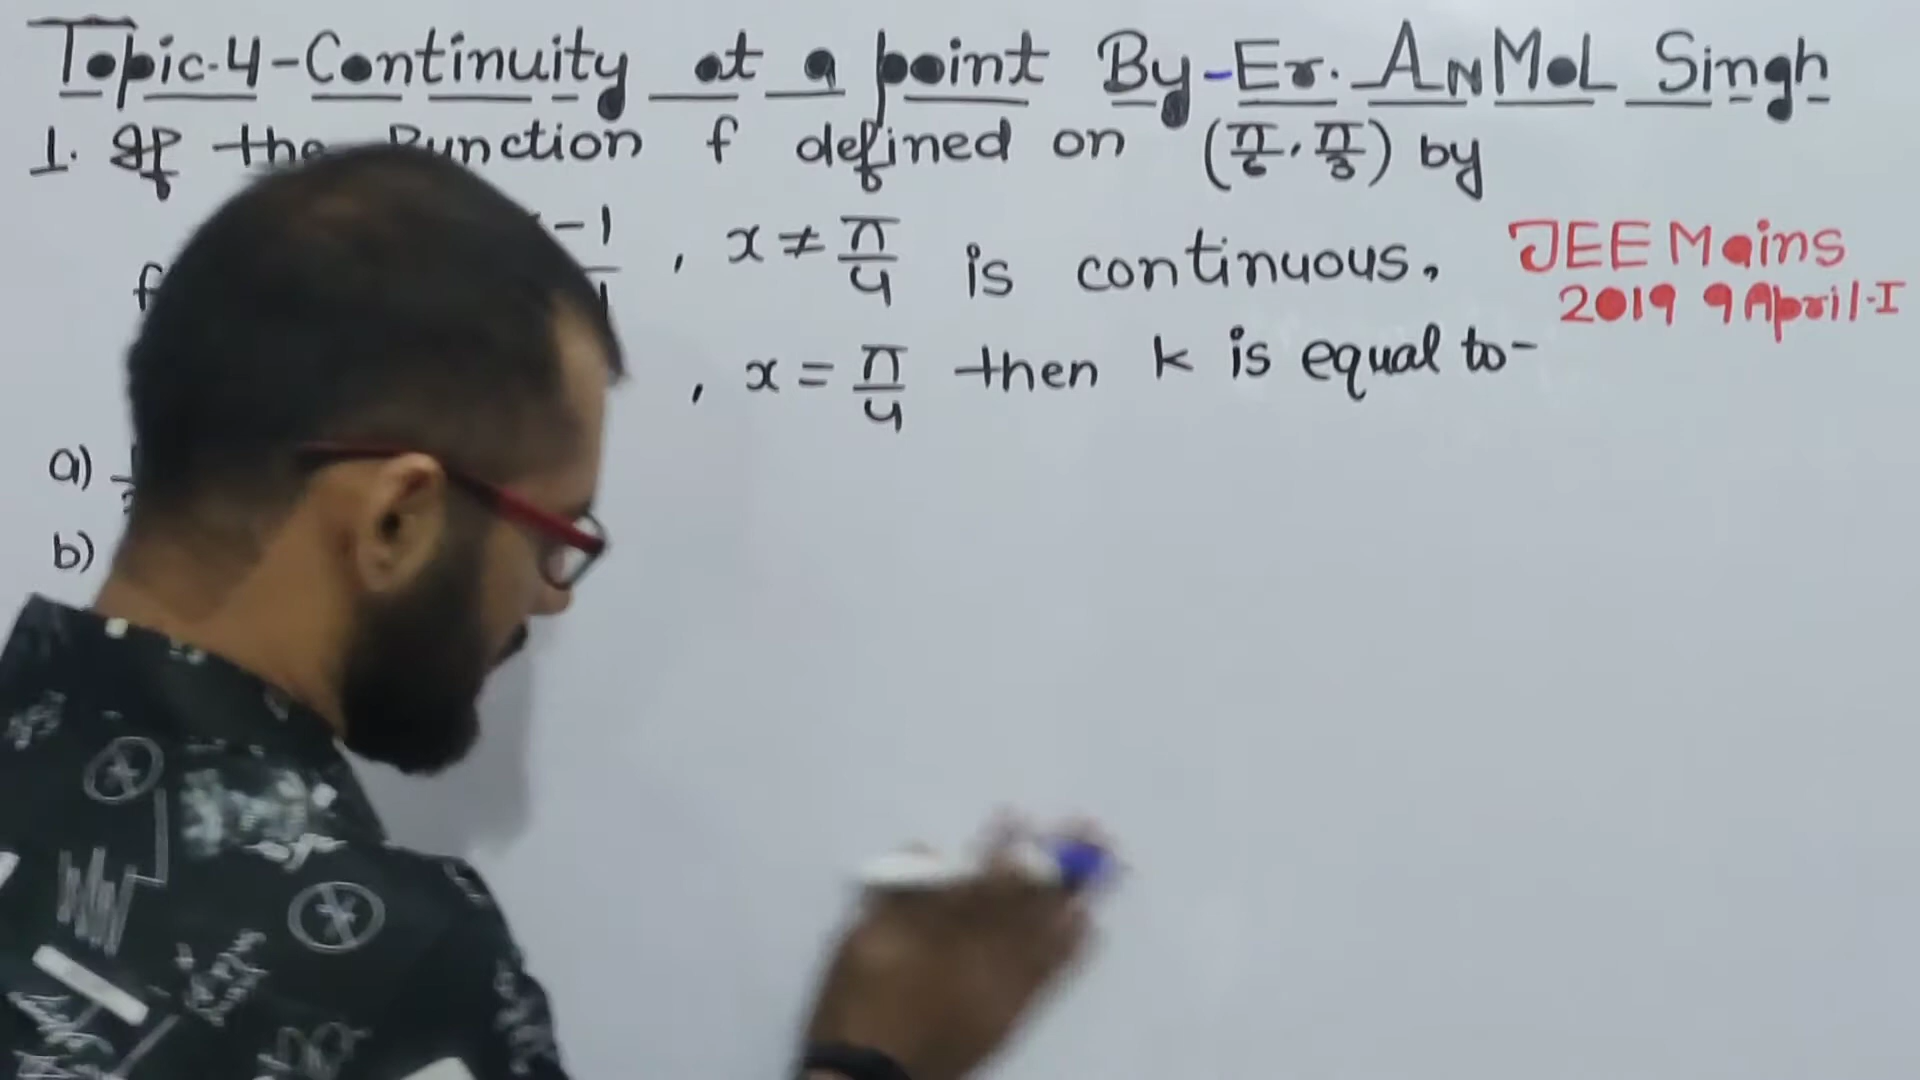 Topic.4-Continuity at a point By-Er. ANMOL Singh
1. If the Function f defined on (π/6, π/3) by
f -1 , x ≠ π/4 is continuous. JEE Mains
2019 9 April-I
, x = π/4 then k is equal to-
a)
b)